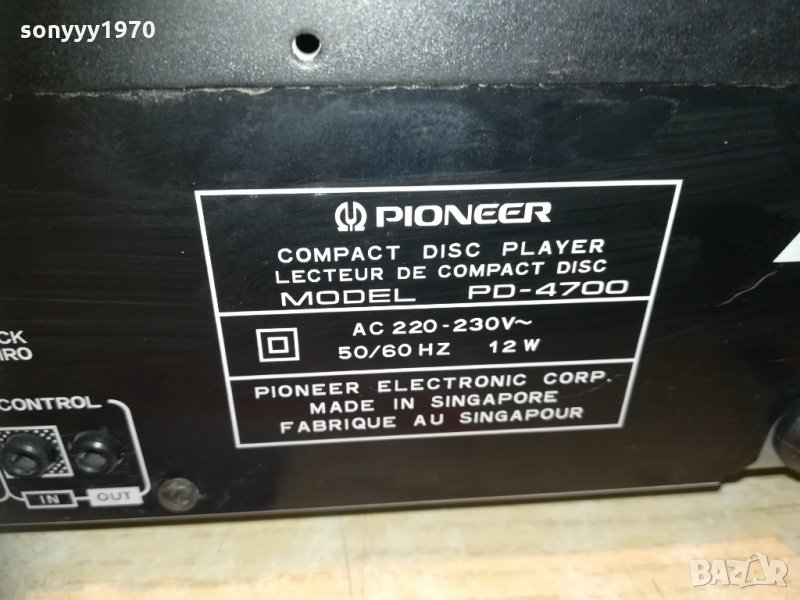 sonyyy1970
PIONEER
COMPACT DISC PLAYER
LECTEUR DE COMPACT DISC
MODEL PD-4700
AC 220-230V~
50/60 HZ 12 W
PIONEER ELECTRONIC CORP.
MADE IN SINGAPORE
FABRIQUE AU SINGAPOUR
CONTROL
IN OUT
BAZAR